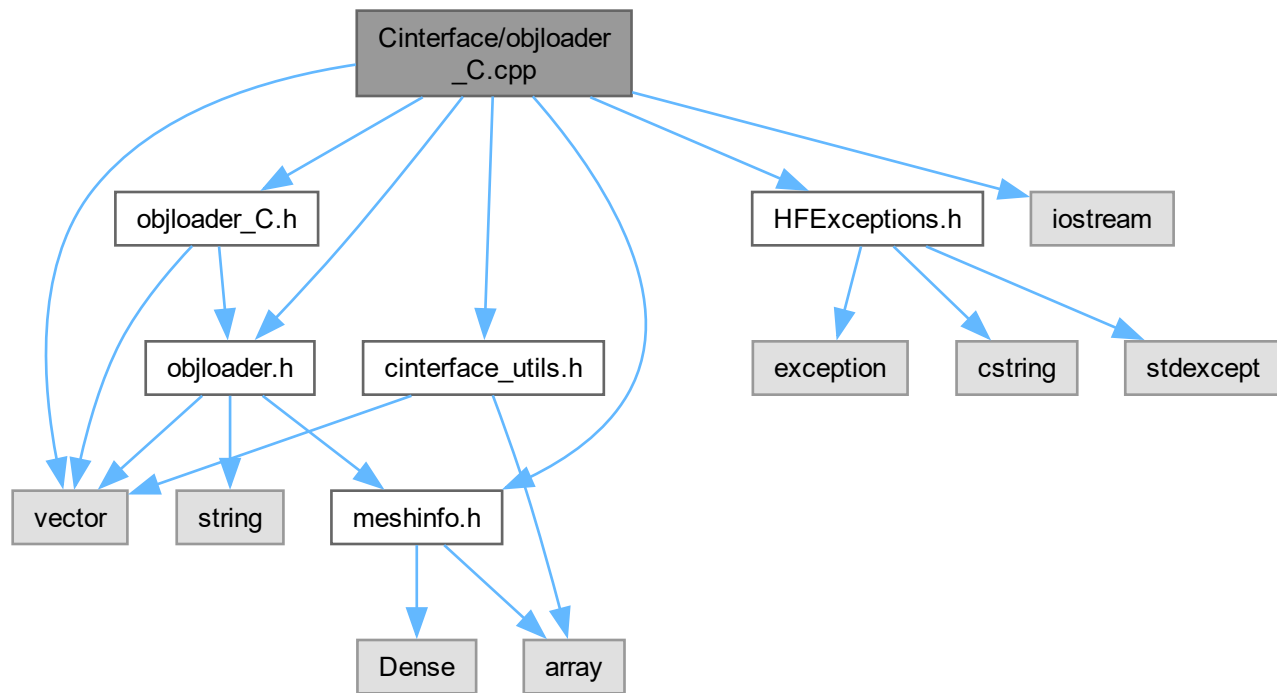 Cinterface/objloader
_C.cpp
objloader_C.h
HFExceptions.h
iostream
objloader.h
cinterface_utils.h
exception
cstring
stdexcept
vector
string
meshinfo.h
Dense
array